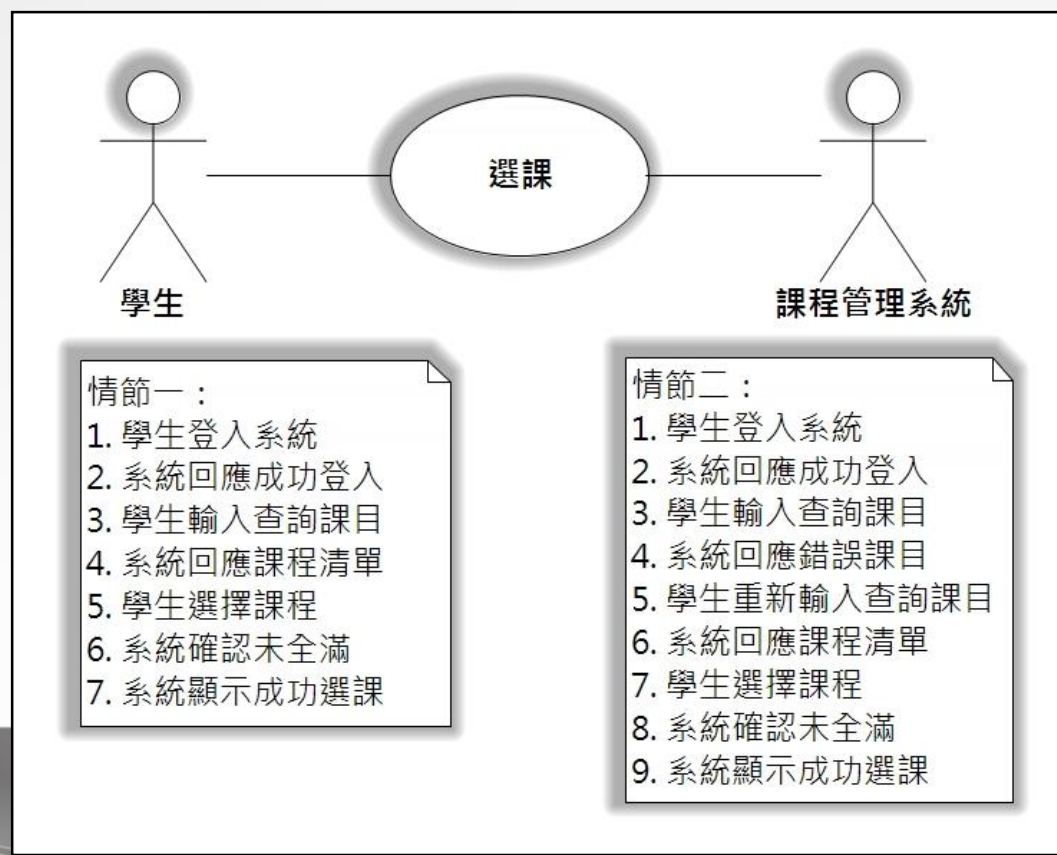 選課
學生
課程管理系統
情節一：
1. 學生登入系統
2. 系統回應成功登入
3. 學生輸入查詢課目
4. 系統回應課程清單
5. 學生選擇課程
6. 系統確認未全滿
7. 系統顯示成功選課
情節二：
1. 學生登入系統
2. 系統回應成功登入
3. 學生輸入查詢課目
4. 系統回應錯誤課目
5. 學生重新輸入查詢課目
6. 系統回應課程清單
7. 學生選擇課程
8. 系統確認未全滿
9. 系統顯示成功選課